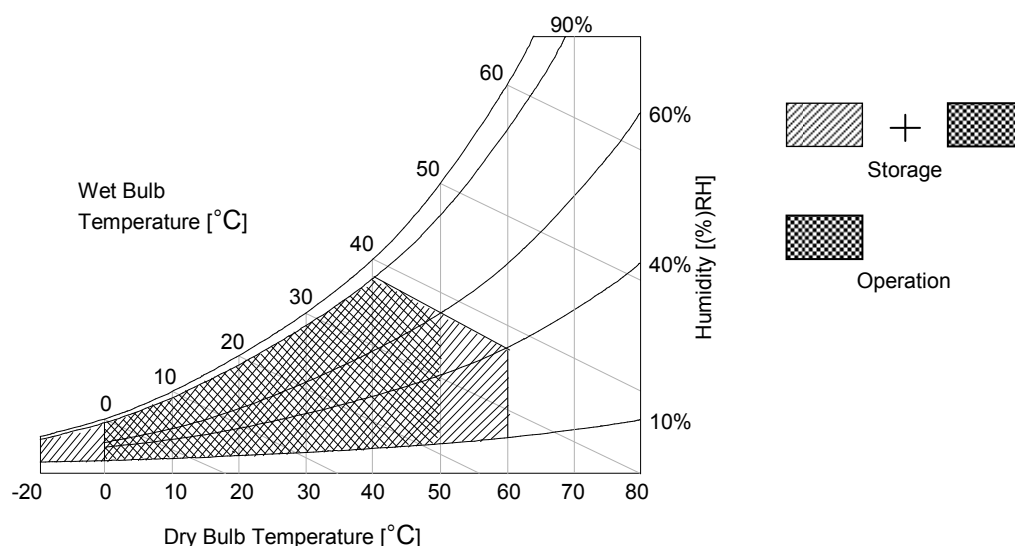 90%
60
60%
50
Wet Bulb
Temperature [°C]
Storage
40
40%
Humidity [(%)RH]
Operation
30
20
10
0
10%
-20 0 10 20 30 40 50 60 70 80
Dry Bulb Temperature [°C]